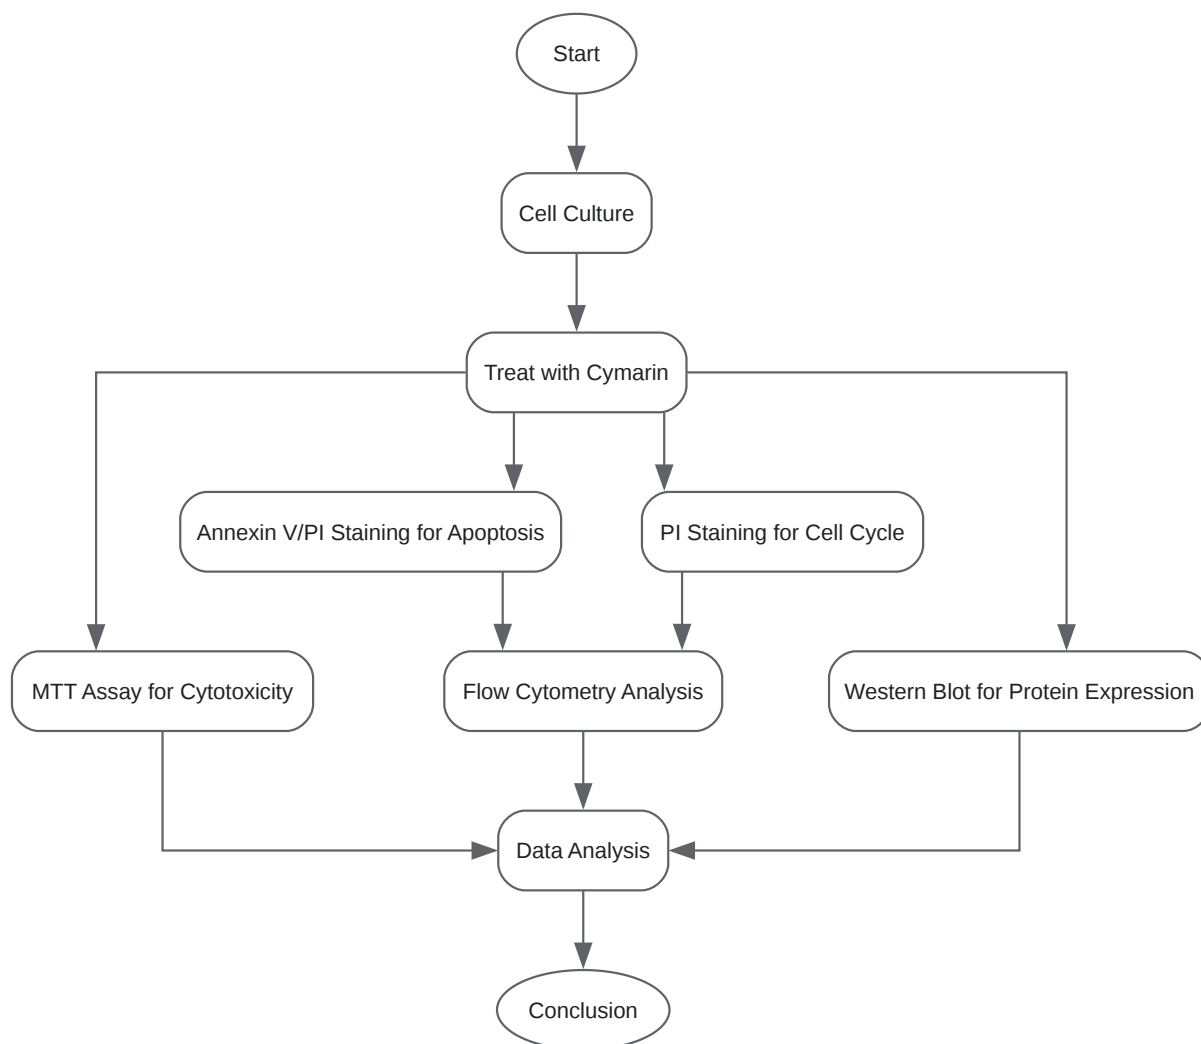 Start
Cell Culture
Treat with Cymarin
Annexin V/PI Staining for Apoptosis
PI Staining for Cell Cycle
MTT Assay for Cytotoxicity
Flow Cytometry Analysis
Western Blot for Protein Expression
Data Analysis
Conclusion